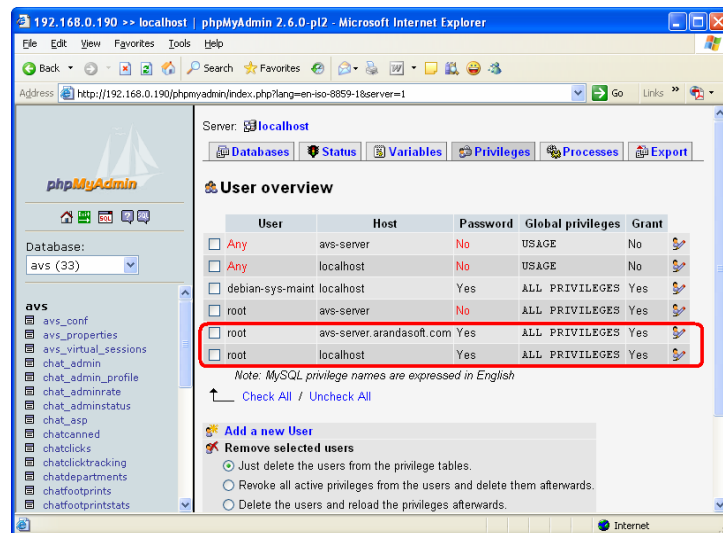 192.168.0.190 >> localhost | phpMyAdmin 2.6.0-pl2 - Microsoft Internet Explorer
File Edit View Favorites Tools Help
Back Search Favorites
Address http://192.168.0.190/phpmyadmin/index.php?lang=en-iso-8859-1&server=1 Go Links »
phpMyAdmin
Database:
avs (33)
avs
avs_conf
avs_properties
avs_virtual_sessions
chat_admin
chat_admin_profile
chat_adminrate
chat_adminstatus
chat_asp
chatcanned
chatclicks
chatclicktracking
chatdepartments
chatfootprints
chatfootprintstats
Server: localhost
Databases Status Variables Privileges Processes Export
User overview
User Host Password Global privileges Grant
Any avs-server No USAGE No
Any localhost No USAGE No
debian-sys-maint localhost Yes ALL PRIVILEGES Yes
root avs-server No ALL PRIVILEGES Yes
root avs-server.arandasoft.com Yes ALL PRIVILEGES Yes
root localhost Yes ALL PRIVILEGES Yes
Note: MySQL privilege names are expressed in English
Check All / Uncheck All
Add a new User
Remove selected users
Just delete the users from the privilege tables.
Revoke all active privileges from the users and delete them afterwards.
Delete the users and reload the privileges afterwards.
Internet